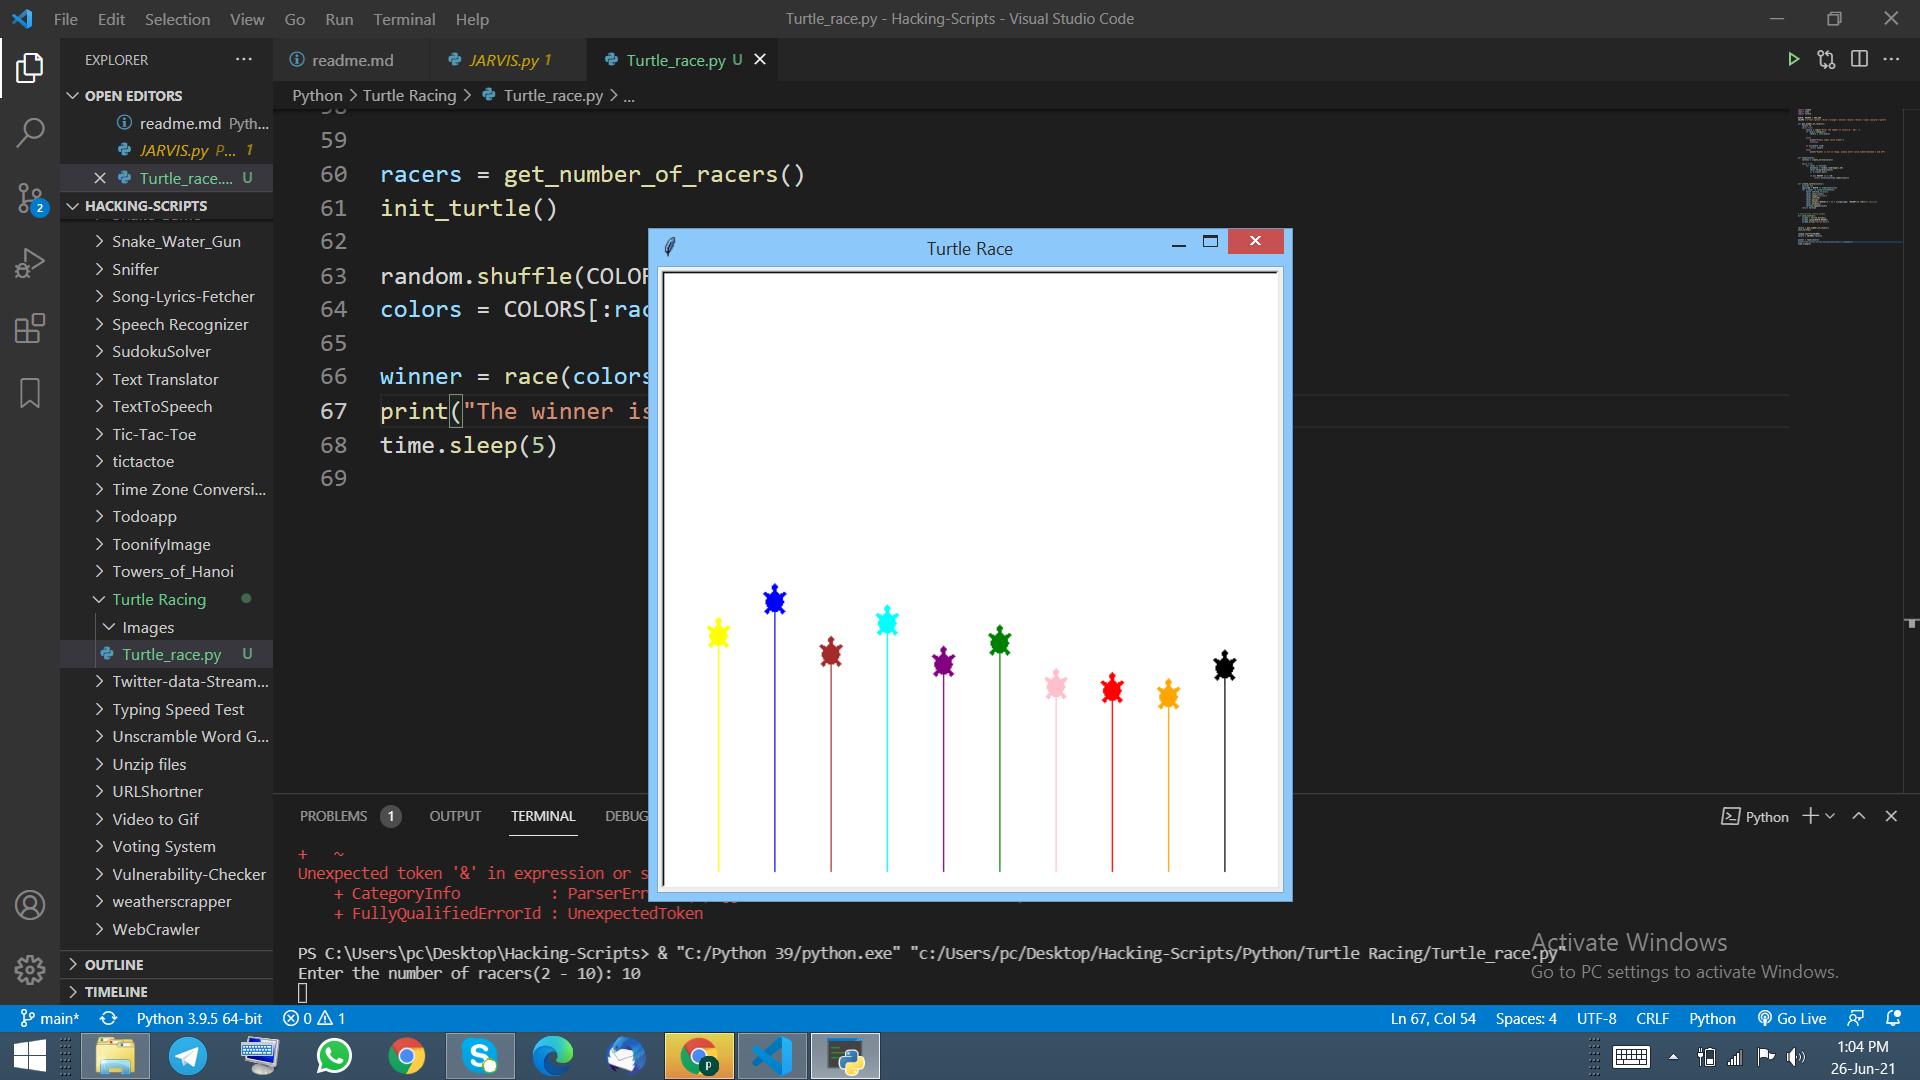 File Edit Selection View Go Run Terminal Help
Turtle_race.py - Hacking-Scripts - Visual Studio Code
EXPLORER
readme.md JARVIS.py 1 Turtle_race.py U
OPEN EDITORS
Python > Turtle Racing > Turtle_race.py > ...
readme.md Pyth...
JARVIS.py P... 1
Turtle_race.... U
HACKING-SCRIPTS
Snake_Water_Gun
Sniffer
Song-Lyrics-Fetcher
Speech Recognizer
SudokuSolver
Text Translator
TextToSpeech
Tic-Tac-Toe
tictactoe
Time Zone Conversi...
Todoapp
ToonifyImage
Towers_of_Hanoi
Turtle Racing
Images
Turtle_race.py U
Twitter-data-Stream...
Typing Speed Test
Unscramble Word G...
Unzip files
URLShortner
Video to Gif
Voting System
Vulnerability-Checker
weatherscrapper
WebCrawler
OUTLINE
TIMELINE
2
59
60 racers = get_number_of_racers()
61 init_turtle()
62
63 random.shuffle(COLOR
64 colors = COLORS[:rac
65
66 winner = race(colors
67 print("The winner is
68 time.sleep(5)
69
Turtle Race
PROBLEMS 1 OUTPUT TERMINAL DEBUG
Python
+ ~
Unexpected token '&' in expression or s
+ CategoryInfo : ParserErr
+ FullyQualifiedErrorId : UnexpectedToken
PS C:\Users\pc\Desktop\Hacking-Scripts> & "C:/Python 39/python.exe" "c:/Users/pc/Desktop/Hacking-Scripts/Python/Turtle Racing/Turtle_race.py"
Enter the number of racers(2 - 10): 10
Activate Windows
Go to PC settings to activate Windows.
main* Python 3.9.5 64-bit 0 1
Ln 67, Col 54 Spaces: 4 UTF-8 CRLF Python Go Live
1:04 PM
26-Jun-21